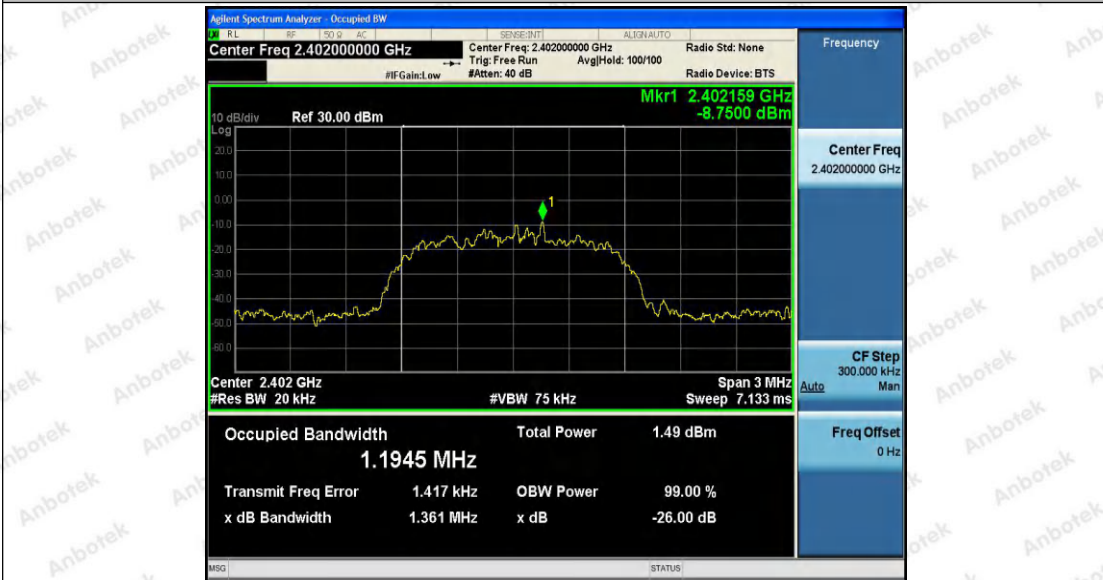 Agilent Spectrum Analyzer - Occupied BW
RL RF 50 Ω AC SENSE:INT ALIGN AUTO
Center Freq 2.402000000 GHz
Center Freq: 2.402000000 GHz
Radio Std: None
Trig: Free Run Avg|Hold: 100/100
#IFGain:Low
#Atten: 40 dB
Radio Device: BTS
Mkr1 2.402159 GHz
-8.7500 dBm
10 dB/div Ref 30.00 dBm
Log
20.0
10.0
0.00
-10.0
-20.0
-30.0
-40.0
-50.0
-60.0
1
Center 2.402 GHz
Span 3 MHz
#Res BW 20 kHz
#VBW 75 kHz
Sweep 7.133 ms
Occupied Bandwidth
1.1945 MHz
Total Power 1.49 dBm
Transmit Freq Error 1.417 kHz
OBW Power 99.00 %
x dB Bandwidth 1.361 MHz
x dB -26.00 dB
MSG
STATUS
Frequency
Center Freq
2.402000000 GHz
CF Step
300.000 kHz
Auto Man
Freq Offset
0 Hz
Anbotek